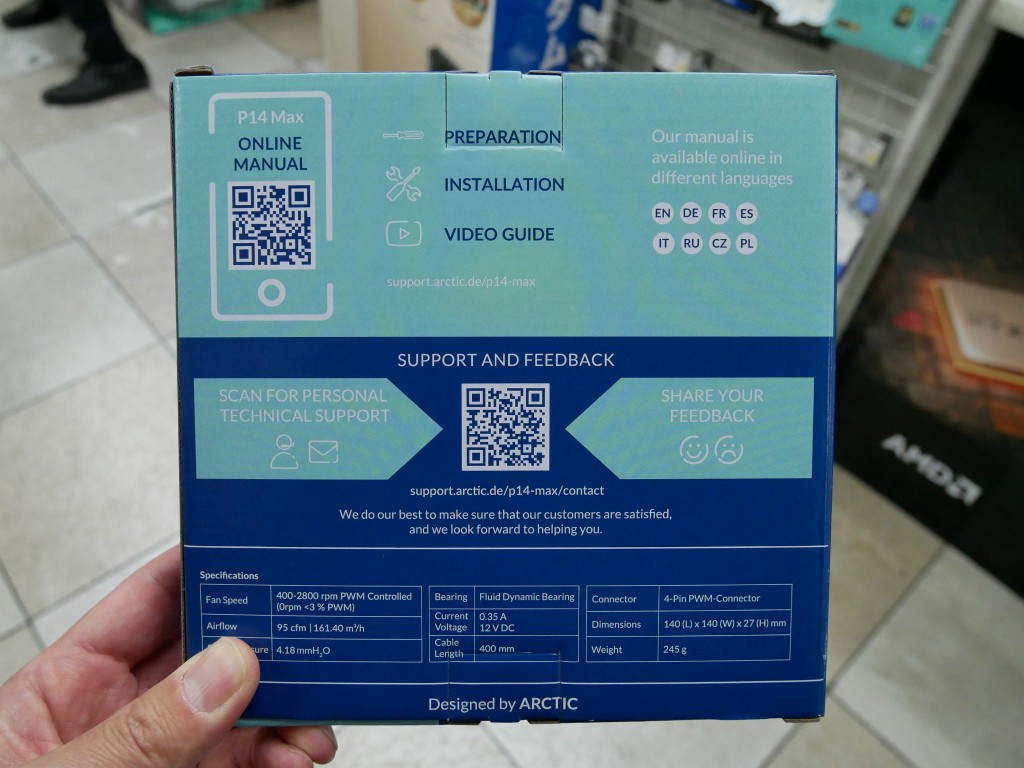 P14 Max
ONLINE
MANUAL
PREPARATION
INSTALLATION
VIDEO GUIDE
support.arctic.de/p14-max
Our manual is
available online in
different languages
EN DE FR ES
IT RU CZ PL
SUPPORT AND FEEDBACK
SCAN FOR PERSONAL
TECHNICAL SUPPORT
SHARE YOUR
FEEDBACK
support.arctic.de/p14-max/contact
We do our best to make sure that our customers are satisfied,
and we look forward to helping you.
Specifications
Fan Speed
400-2800 rpm PWM Controlled
(0rpm <3 % PWM)
Airflow
95 cfm | 161.40 m³/h
4.18 mmH₂O
Bearing
Fluid Dynamic Bearing
Current
Voltage
0.35 A
12 V DC
Cable
Length
400 mm
Connector
4-Pin PWM-Connector
Dimensions
140 (L) x 140 (W) x 27 (H) mm
Weight
245 g
Designed by ARCTIC
AMD